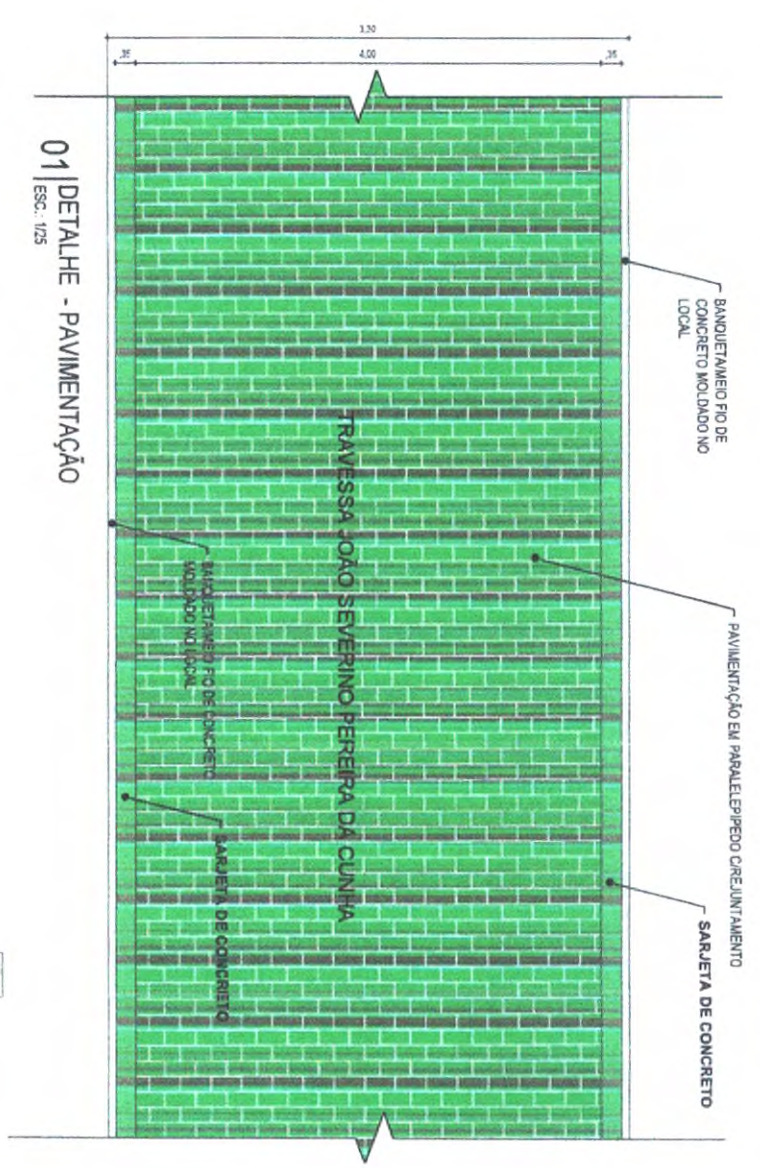 3,30
,35
4,00
,35
BANQUETA/MEIO FIO DE
CONCRETO MOLDADO NO
LOCAL
PAVIMENTAÇÃO EM PARALELEPIPEDO C/REJUNTAMENTO
SARJETA DE CONCRETO
TRAVESSA JOÃO SEVERINO PEREIRA DA CUNHA
BANQUETA/MEIO FIO DE CONCRETO
MOLDADO NO LOCAL
SARJETA DE CONCRETO
01 DETALHE - PAVIMENTAÇÃO
ESC.: 1/25